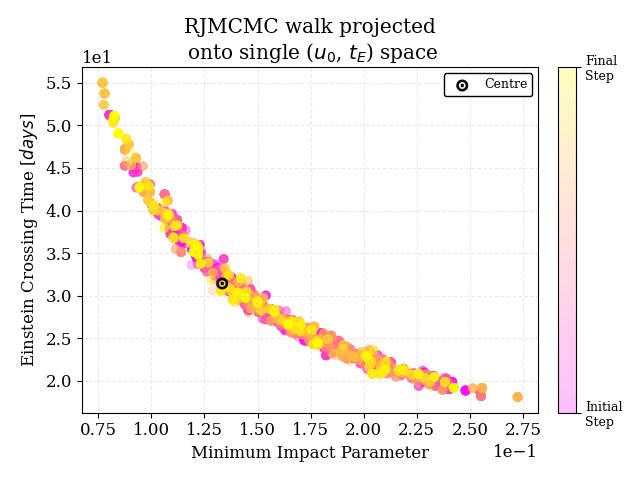 RJMCMC walk projected
onto single (u₀, t_E) space
1e1
5.5
5.0
4.5
4.0
3.5
3.0
2.5
2.0
Einstein Crossing Time [days]
Centre
0.75
1.00
1.25
1.50
1.75
2.00
2.25
2.50
2.75
Minimum Impact Parameter
1e−1
Final
Step
Initial
Step